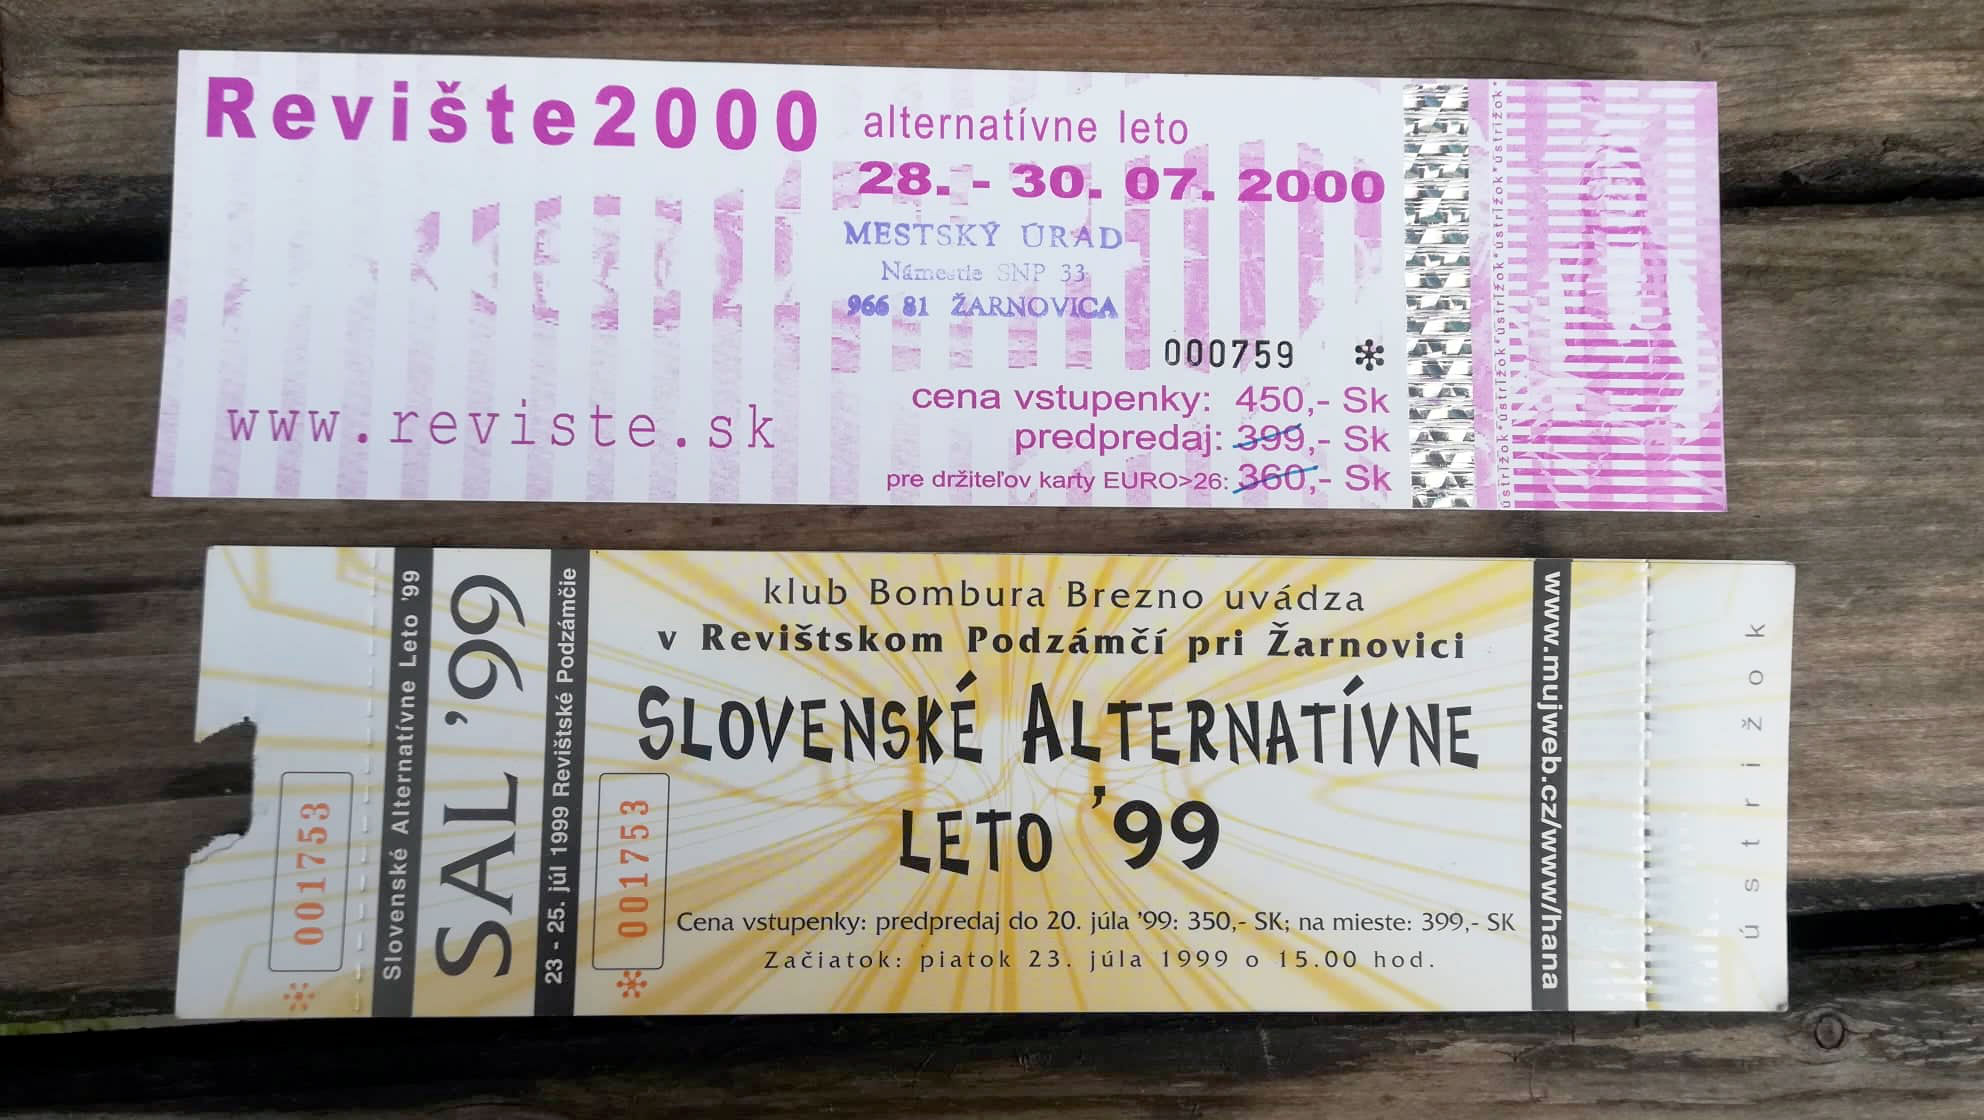 Revište2000
alternatívne leto
28. - 30. 07. 2000
MESTSKÝ ÚRAD
Námestie SNP 33
966 81 ŽARNOVICA
000759 *
www.reviste.sk
cena vstupenky: 450,- Sk
predpredaj: 399,- Sk
pre držiteľov karty EURO>26: 360,- Sk
ústrižok*ústrižok*ústrižok*ústrižok*ústrižok*ústrižok*
* 001753
Slovenské Alternatívne Leto '99
SAL '99
23 - 25. júl 1999 Revištské Podzámčie
* 001753
klub Bombura Brezno uvádza
v Revištskom Podzámčí pri Žarnovici
SLOVENSKÉ ALTERNATÍVNE
LETO '99
Cena vstupenky: predpredaj do 20. júla '99: 350,- SK; na mieste: 399,- SK
Začiatok: piatok 23. júla 1999 o 15.00 hod.
www.mujweb.cz/www/hana
ústrižok